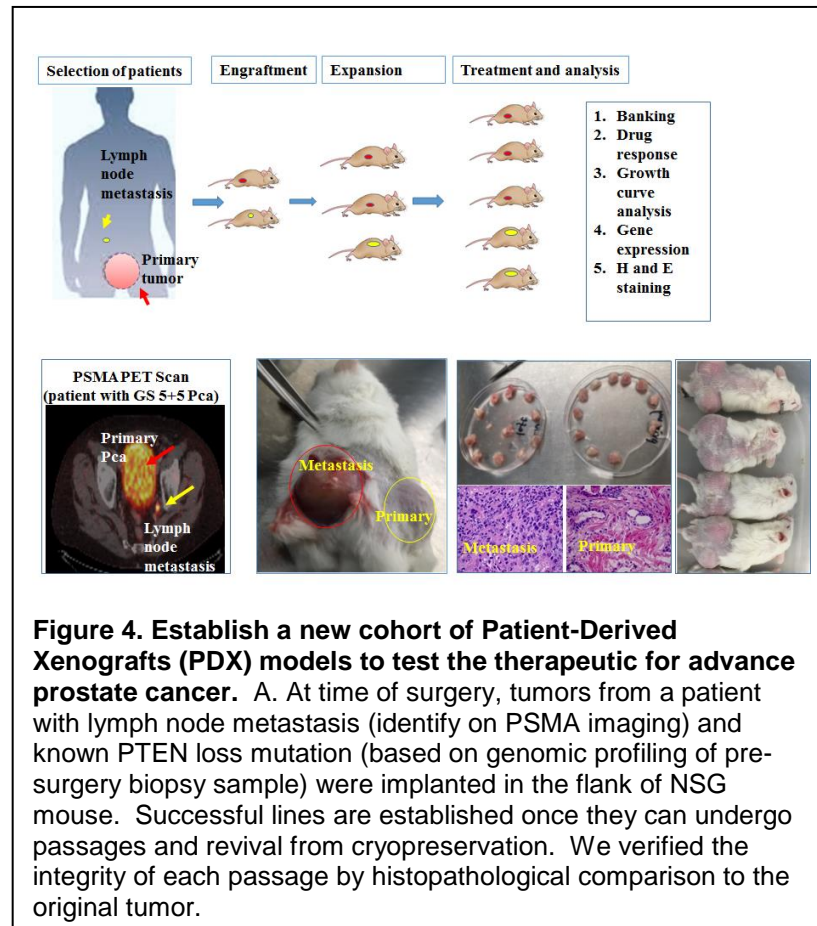 Selection of patients
Engraftment
Expansion
Treatment and analysis
Lymph
node
metastasis
Primary
tumor
1. Banking
2. Drug
response
3. Growth
curve
analysis
4. Gene
expression
5. H and E
staining
PSMA PET Scan
(patient with GS 5+5 Pca)
Primary
Pca
Lymph
node
metastasis
Metastasis
Primary
Metastasis
Primary
Figure 4. Establish a new cohort of Patient-Derived
Xenografts (PDX) models to test the therapeutic for advance
prostate cancer. A. At time of surgery, tumors from a patient
with lymph node metastasis (identify on PSMA imaging) and
known PTEN loss mutation (based on genomic profiling of pre-
surgery biopsy sample) were implanted in the flank of NSG
mouse. Successful lines are established once they can undergo
passages and revival from cryopreservation. We verified the
integrity of each passage by histopathological comparison to the
original tumor.